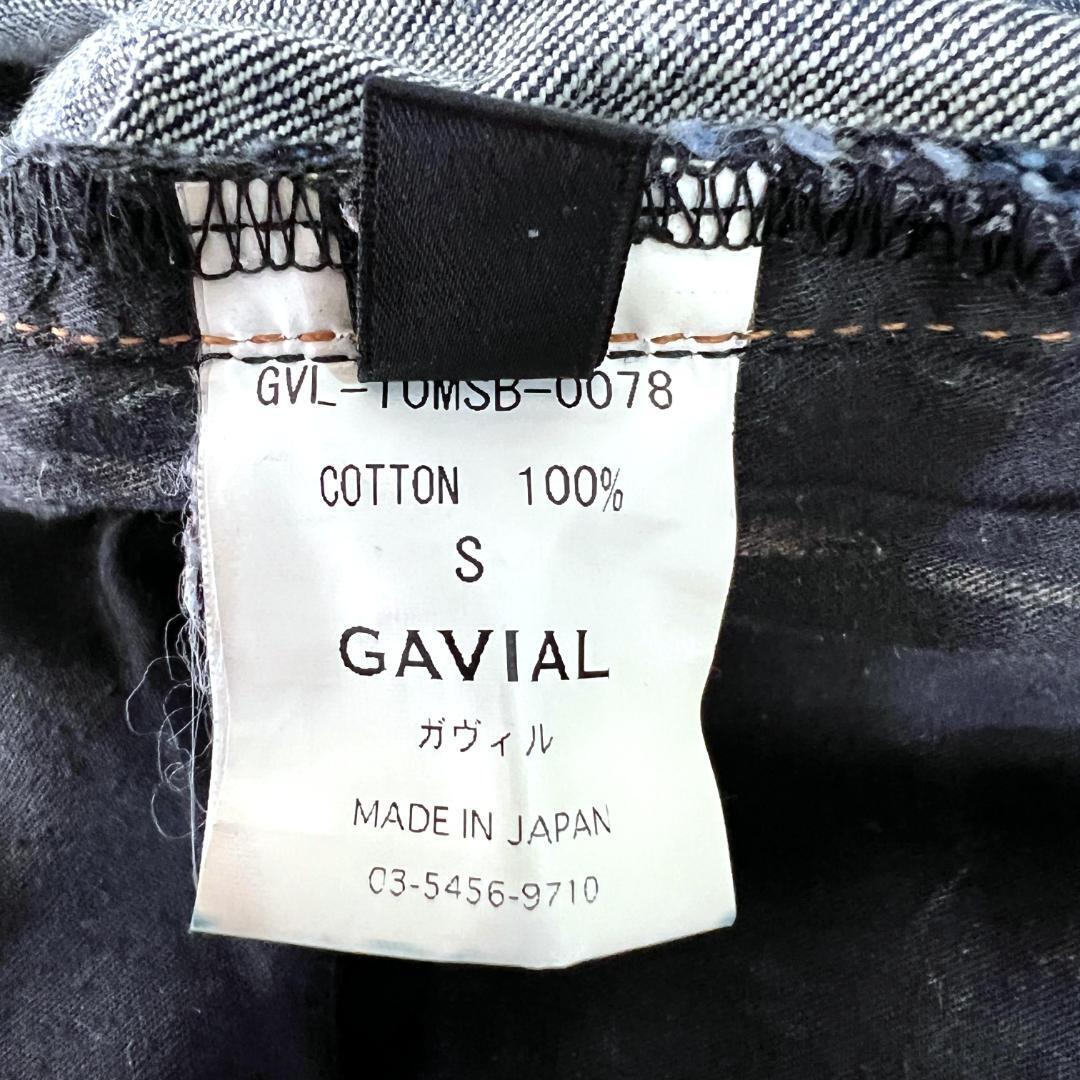 GVL-10MSB-0078
COTTON 100%
S
GAVIAL
ガヴィル
MADE IN JAPAN
03-5456-9710